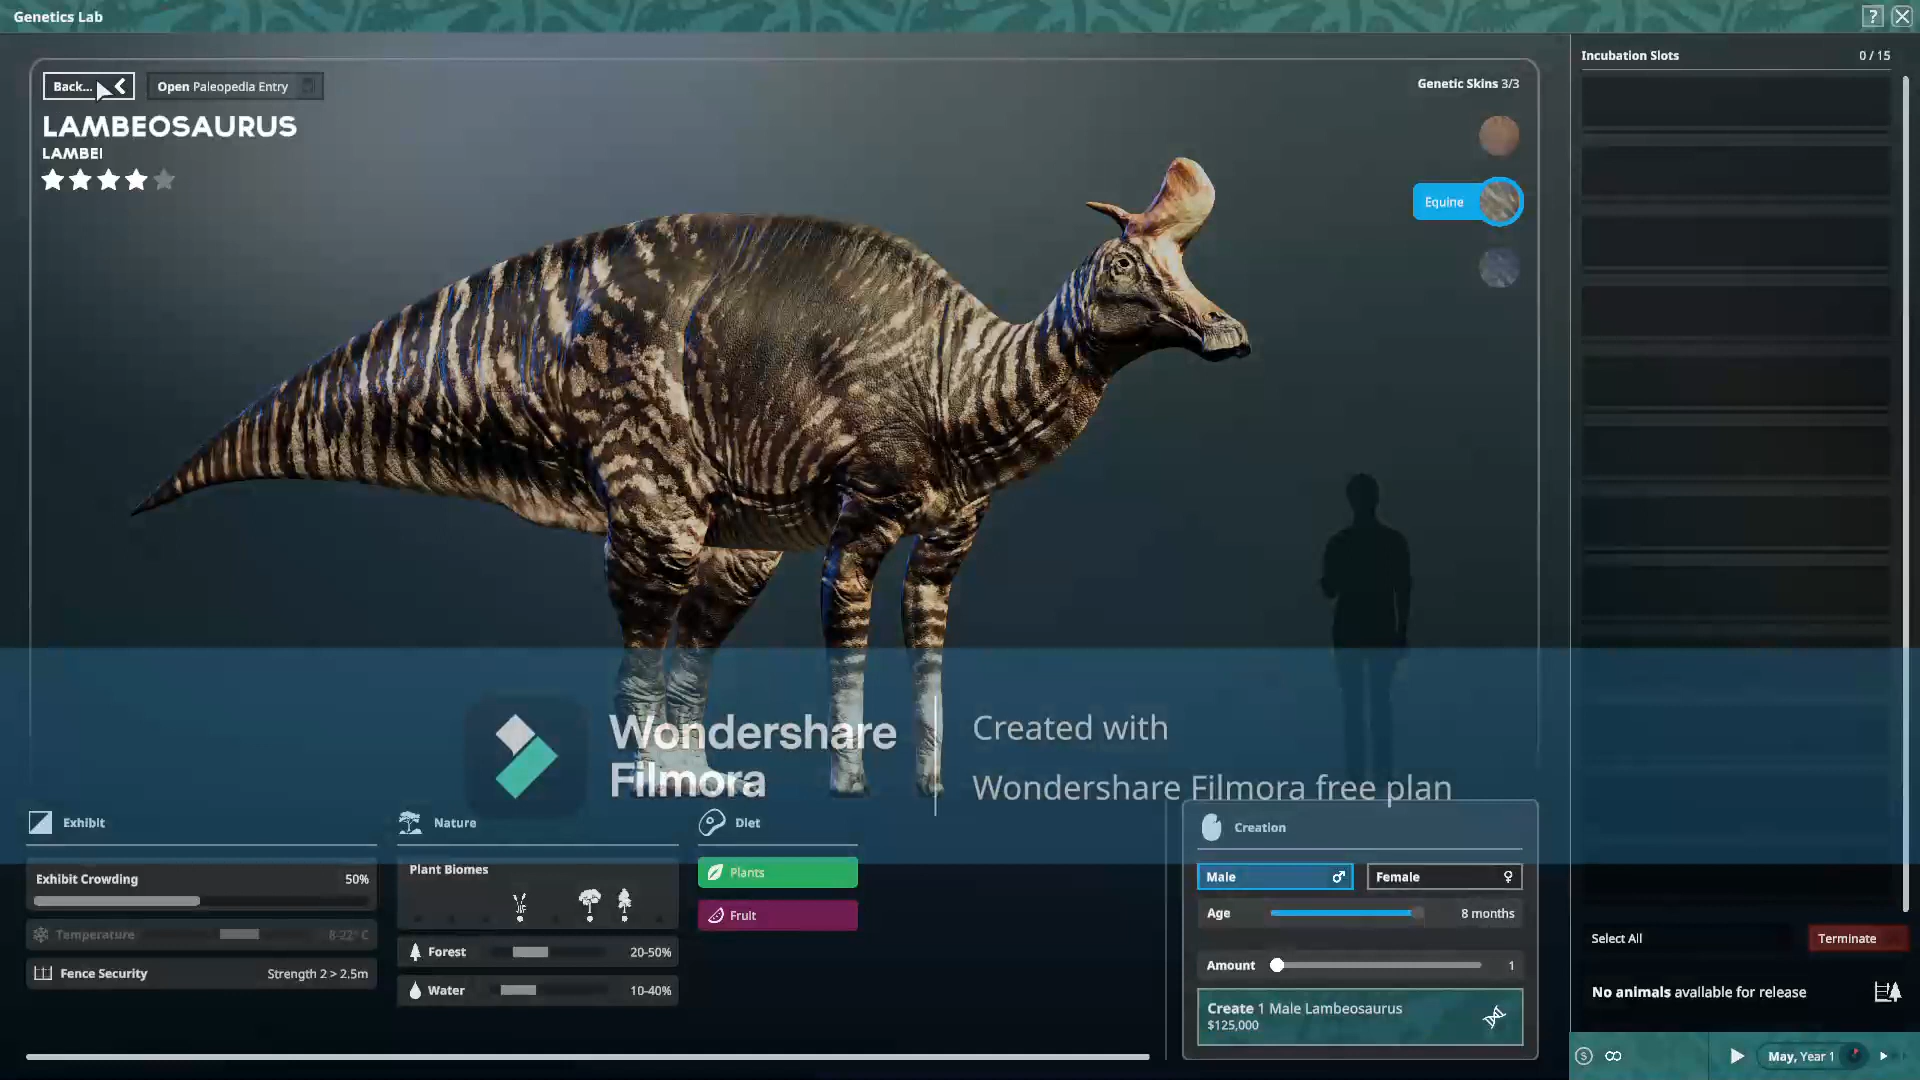 Genetics Lab
?
Back...
Open Paleopedia Entry
LAMBEOSAURUS
LAMBEI
Genetic Skins 3/3
Equine
Incubation Slots
0 / 15
Wondershare
Filmora
Created with
Wondershare Filmora free plan
Exhibit
Exhibit Crowding
50%
Temperature
8-22°C
Fence Security
Strength 2 > 2.5m
Nature
Plant Biomes
Forest
20-50%
Water
10-40%
Diet
Plants
Fruit
Creation
Male
Female
Age
8 months
Amount
1
Create 1 Male Lambeosaurus
$125,000
Select All
Terminate
No animals available for release
May, Year 1